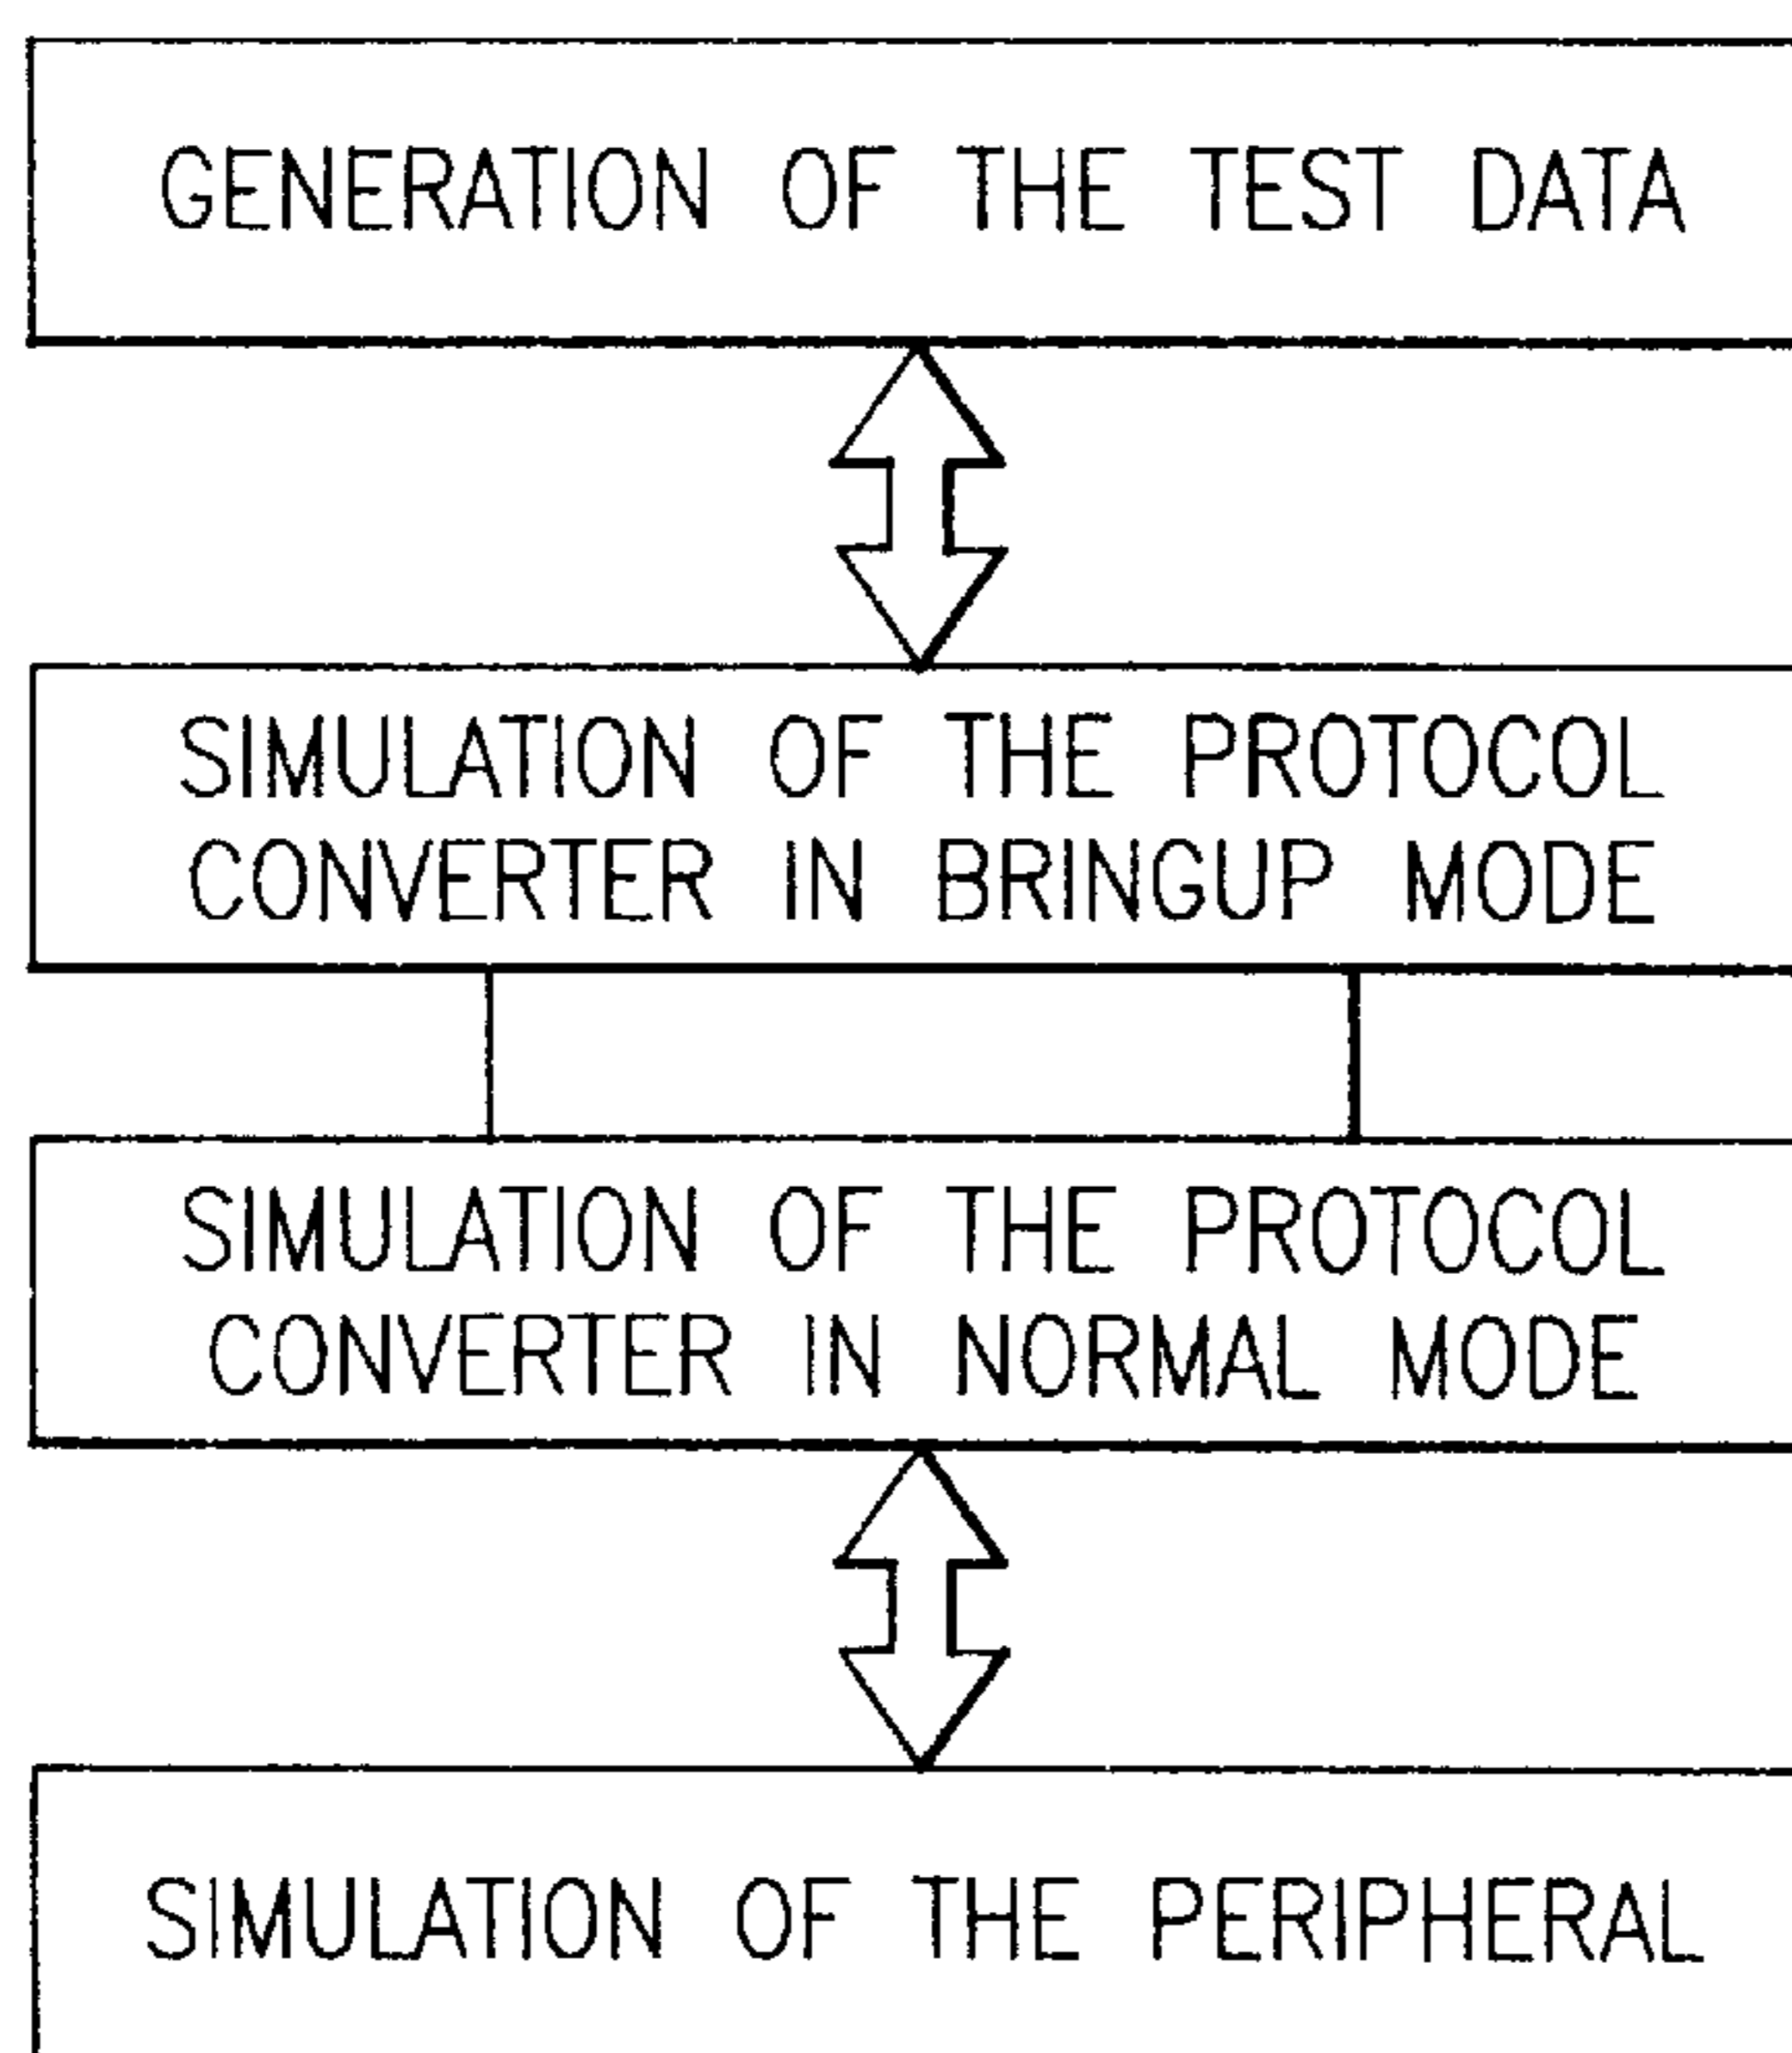 GENERATION OF THE TEST DATA
SIMULATION OF THE PROTOCOL
CONVERTER IN BRINGUP MODE
SIMULATION OF THE PROTOCOL
CONVERTER IN NORMAL MODE
SIMULATION OF THE PERIPHERAL